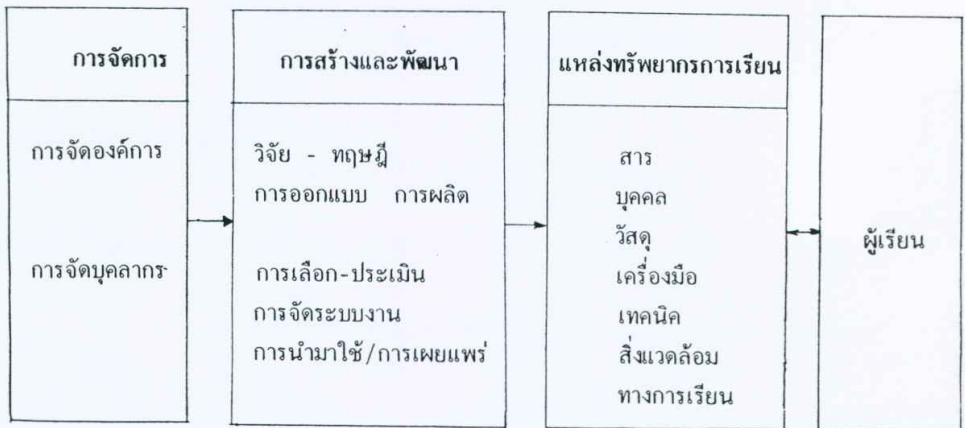 การจัดการ
การจัดองค์การ
การจัดบุคลากร
การสร้างและพัฒนา
วิจัย - ทฤษฎี
การออกแบบ การผลิต
การเลือก-ประเมิน
การจัดระบบงาน
การนำมาใช้/การเผยแพร่
แหล่งทรัพยากรการเรียน
สาร
บุคคล
วัสดุ
เครื่องมือ
เทคนิค
สิ่งแวดล้อม
ทางการเรียน
ผู้เรียน